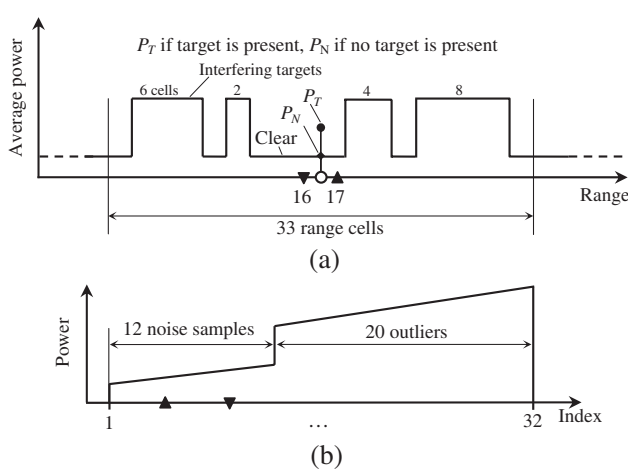 P_T if target is present, P_N if no target is present
6 cells
Interfering targets
2
4
8
P_T
P_N
Clear
Average power
16
17
Range
33 range cells
(a)
12 noise samples
20 outliers
Power
1
...
32
Index
(b)